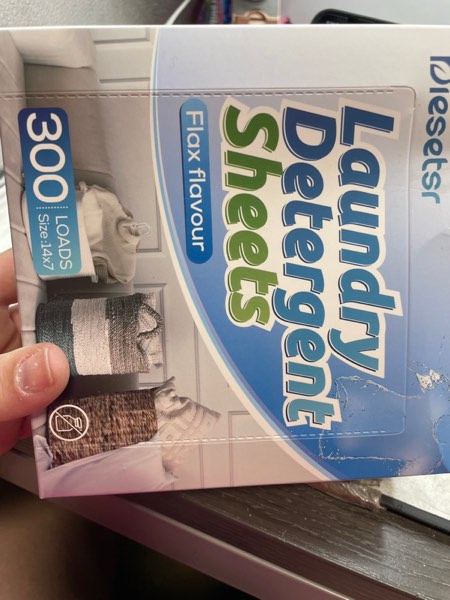 Diesetsr
Laundry
Detergent
Sheets
Flax flavour
300 LOADS
Size:14x7